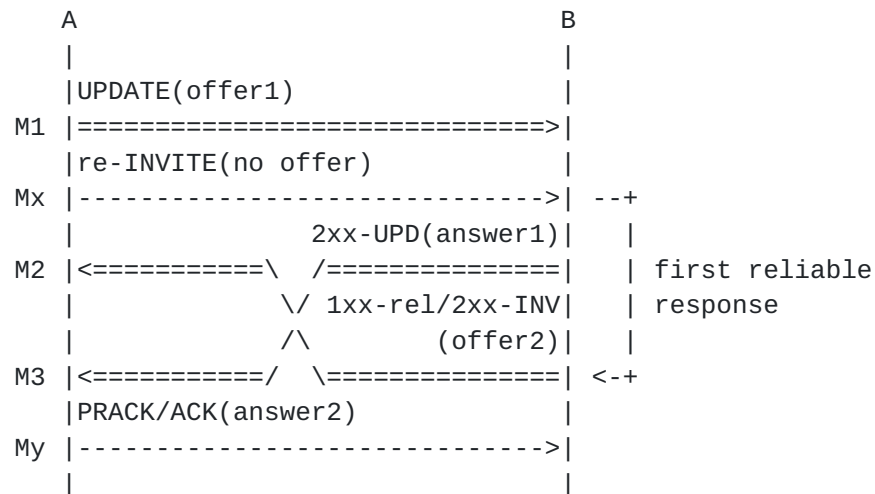 A                               B
|                               |
|UPDATE(offer1)                 |
M1 |==============================>|
|re-INVITE(no offer)            |
Mx |------------------------------>| --+
|               2xx-UPD(answer1)|   |
M2 |<===========\  /===============|   | first reliable
|             \/ 1xx-rel/2xx-INV|   | response
|             /\        (offer2)|   |
M3 |<===========/  \===============| <-+
|PRACK/ACK(answer2)             |
My |------------------------------>|
|                               |